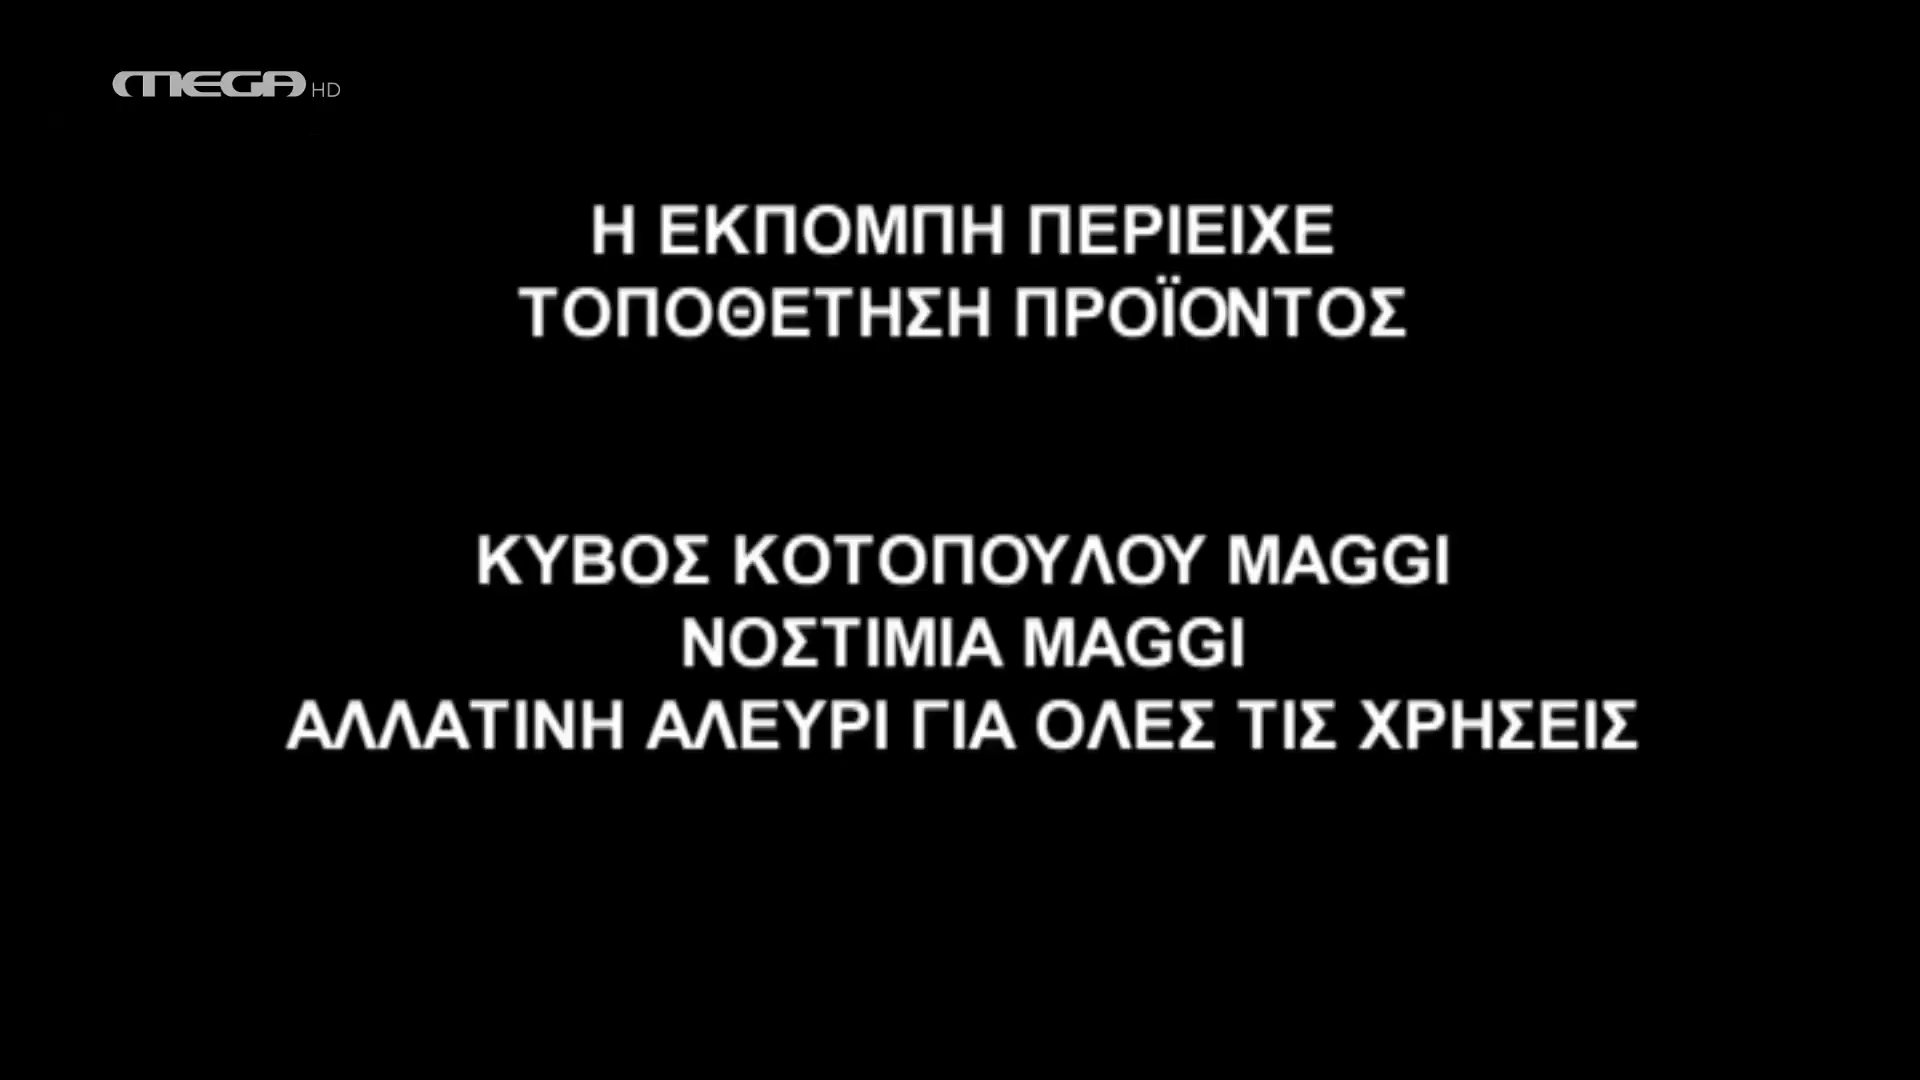 MEGA HD
Η ΕΚΠΟΜΠΗ ΠΕΡΙΕΙΧΕ
ΤΟΠΟΘΕΤΗΣΗ ΠΡΟΪΟΝΤΟΣ
ΚΥΒΟΣ ΚΟΤΟΠΟΥΛΟΥ MAGGI
ΝΟΣΤΙΜΙΑ MAGGI
ΑΛΛΑΤΙΝΗ ΑΛΕΥΡΙ ΓΙΑ ΟΛΕΣ ΤΙΣ ΧΡΗΣΕΙΣ